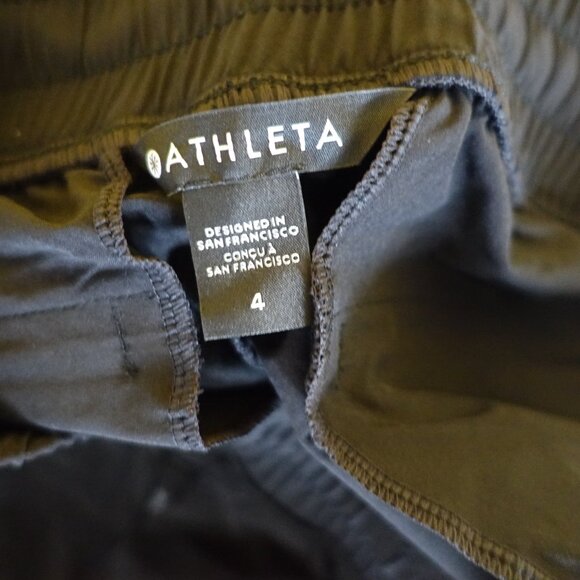 ATHLETA
DESIGNED IN
SAN FRANCISCO
CONÇU À
SAN FRANCISCO
4